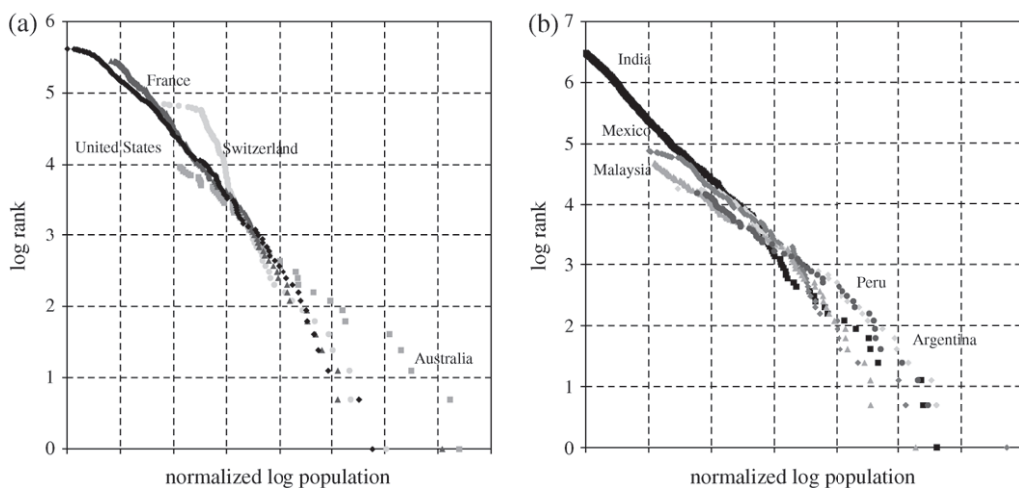 (a)
6
5
4
3
2
1
0
log rank
France
United States
Switzerland
Australia
normalized log population
(b)
7
6
5
4
3
2
1
0
log rank
India
Mexico
Malaysia
Peru
Argentina
normalized log population